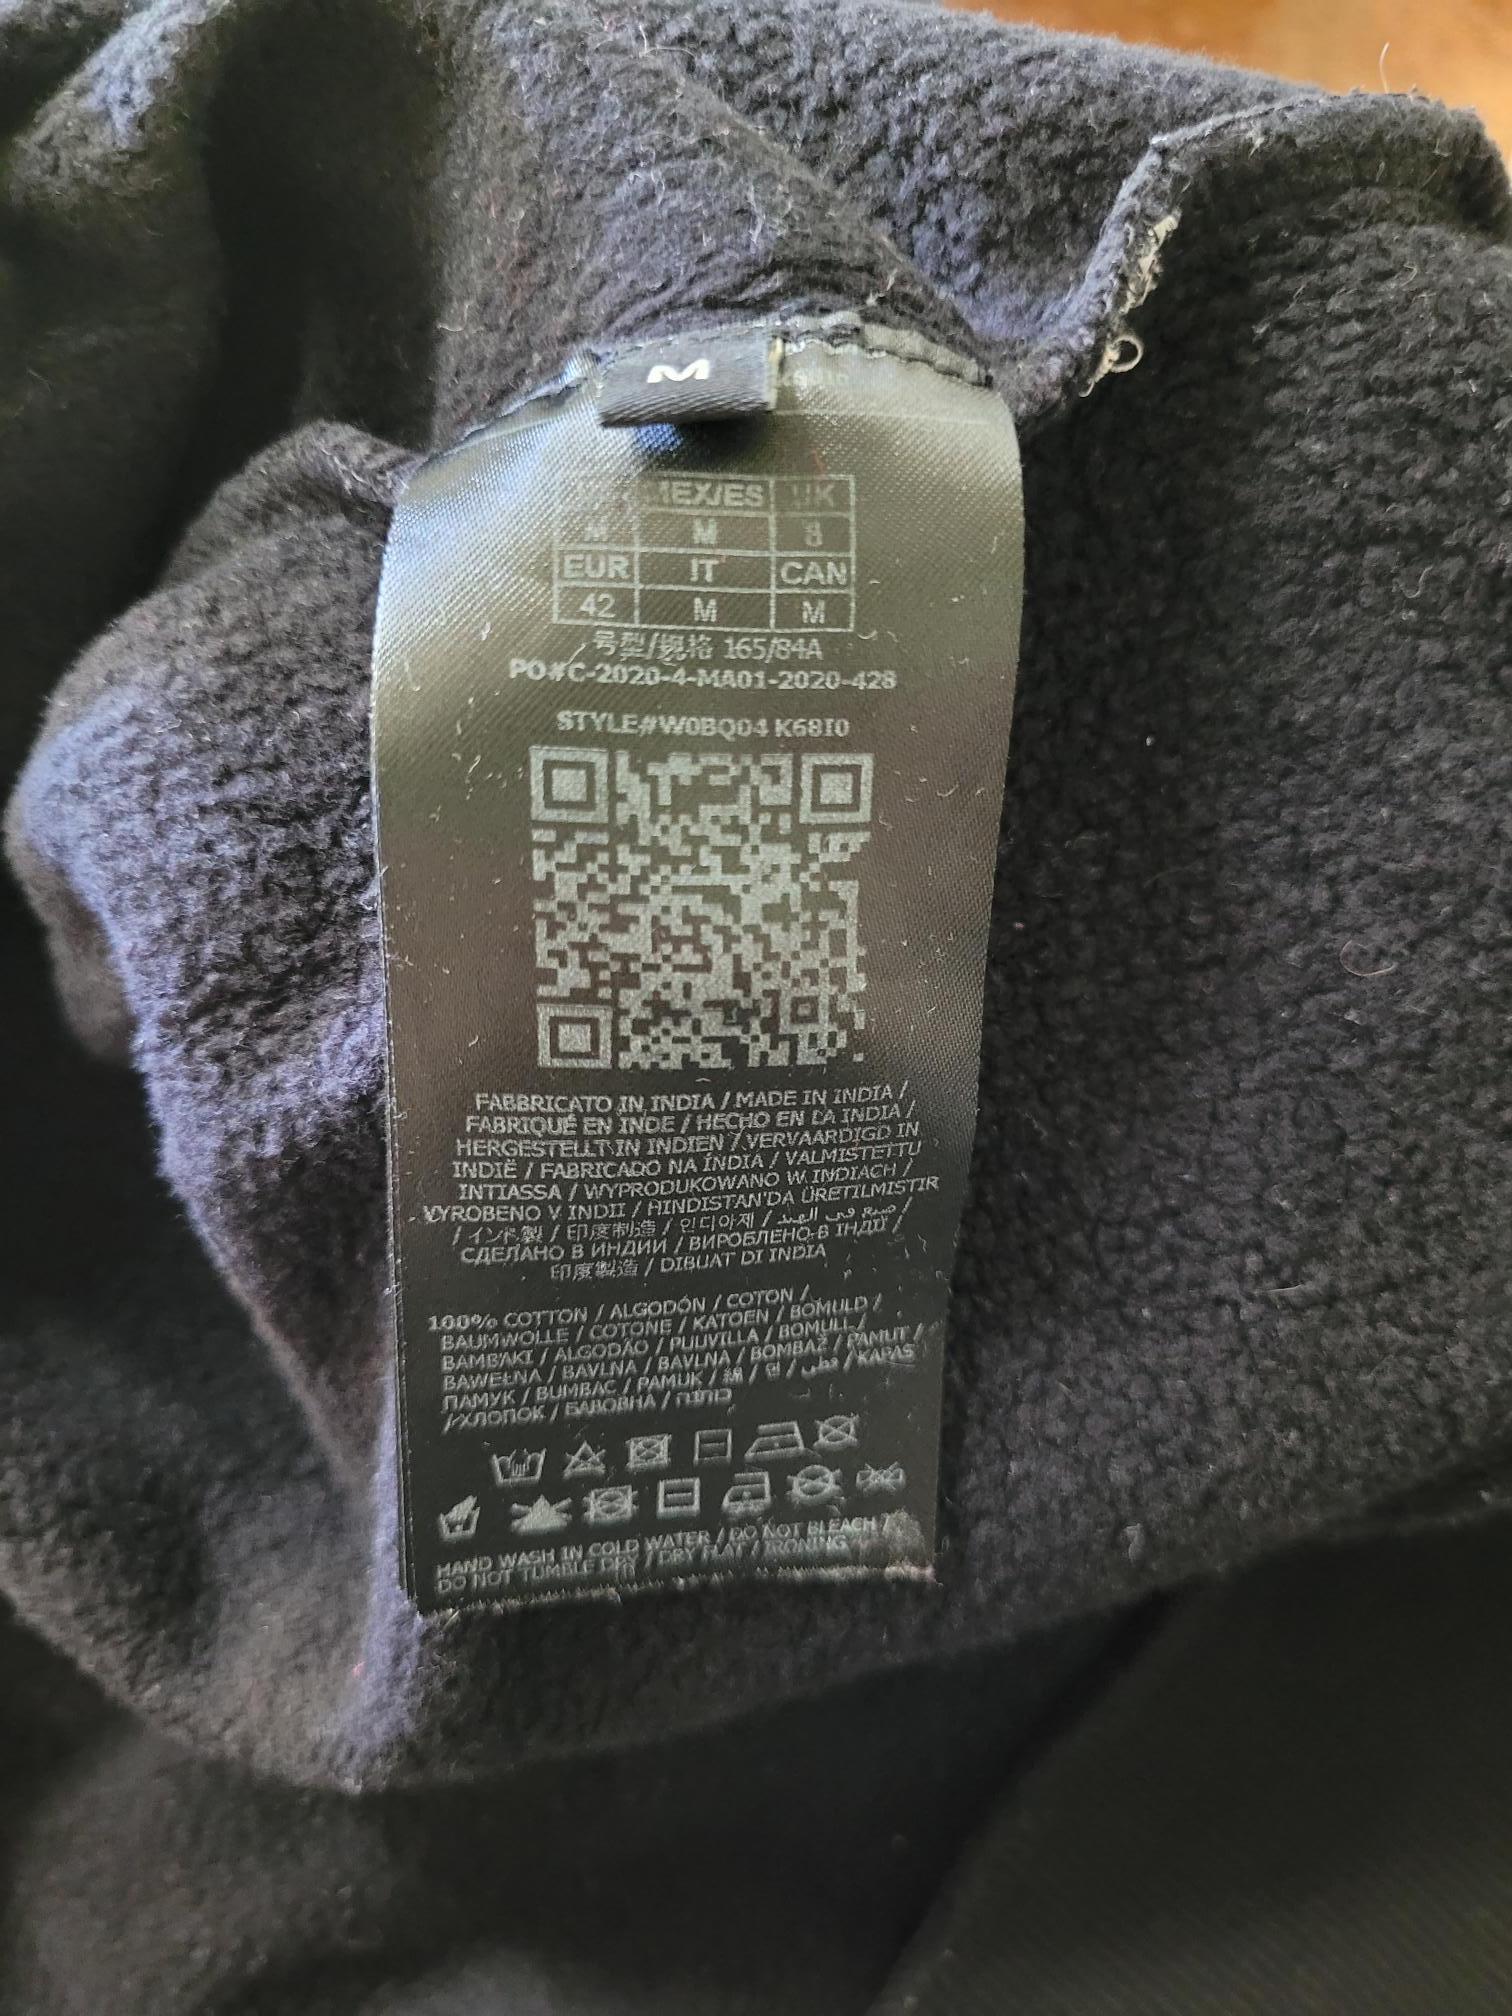 M
MEX/ES UK
M M 8
EUR IT CAN
42 M M
号型/规格 165/84A
PO#C-2020-4-MA01-2020-428
STYLE#W0BQ04 K68I0
FABBRICATO IN INDIA / MADE IN INDIA /
FABRIQUÉ EN INDE / HECHO EN LA INDIA /
HERGESTELLT IN INDIEN / VERVAARDIGD IN
INDIË / FABRICADO NA ÍNDIA / VALMISTETTU
INTIASSA / WYPRODUKOWANO W INDIACH /
VYROBENO V INDII / HINDISTAN'DA ÜRETILMISTIR
/ インド製 / 印度制造 / 인디아제 / صنع في الهند /
СДЕЛАНО В ИНДИИ / ВИРОБЛЕНО В ІНДІЇ /
印度製造 / DIBUAT DI INDIA
100% COTTON / ALGODÓN / COTON /
BAUMWOLLE / COTONE / KATOEN / BOMULD /
BAMBAKI / ALGODÃO / PUUVILLA / BOMULL /
BAWEŁNA / BAVLNA / BAVLNA / BOMBAŽ / PAMUT /
ПАМУК / BUMBAC / PAMUK / 綿 / 면 / قطن / KAPAS
/ ХЛОПОК / БАВОВНА / כותנה
HAND WASH IN COLD WATER / DO NOT BLEACH /
DO NOT TUMBLE DRY / DRY FLAT / IRONING